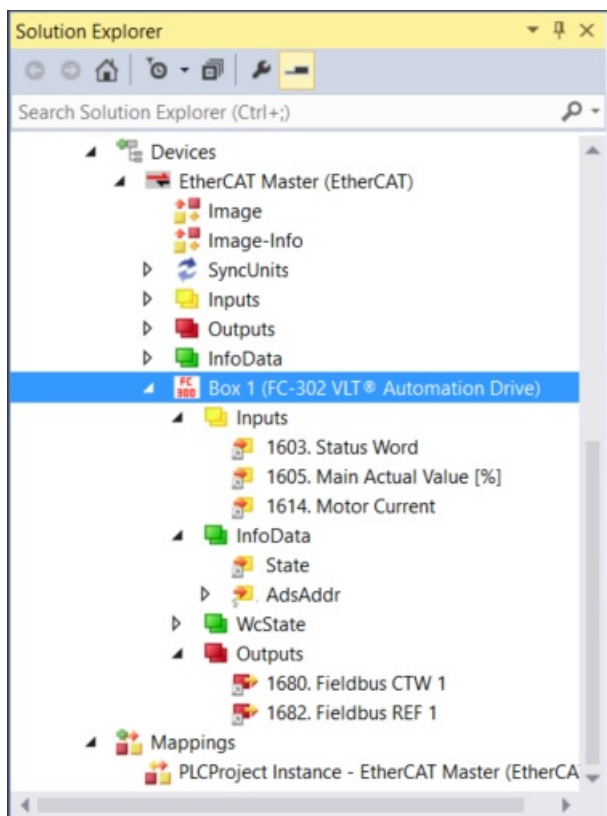 Solution Explorer
Search Solution Explorer (Ctrl+;)
Devices
EtherCAT Master (EtherCAT)
Image
Image-Info
SyncUnits
Inputs
Outputs
InfoData
FC 300 Box 1 (FC-302 VLT® Automation Drive)
Inputs
1603. Status Word
1605. Main Actual Value [%]
1614. Motor Current
InfoData
State
AdsAddr
WcState
Outputs
1680. Fieldbus CTW 1
1682. Fieldbus REF 1
Mappings
PLCProject Instance - EtherCAT Master (EtherCA